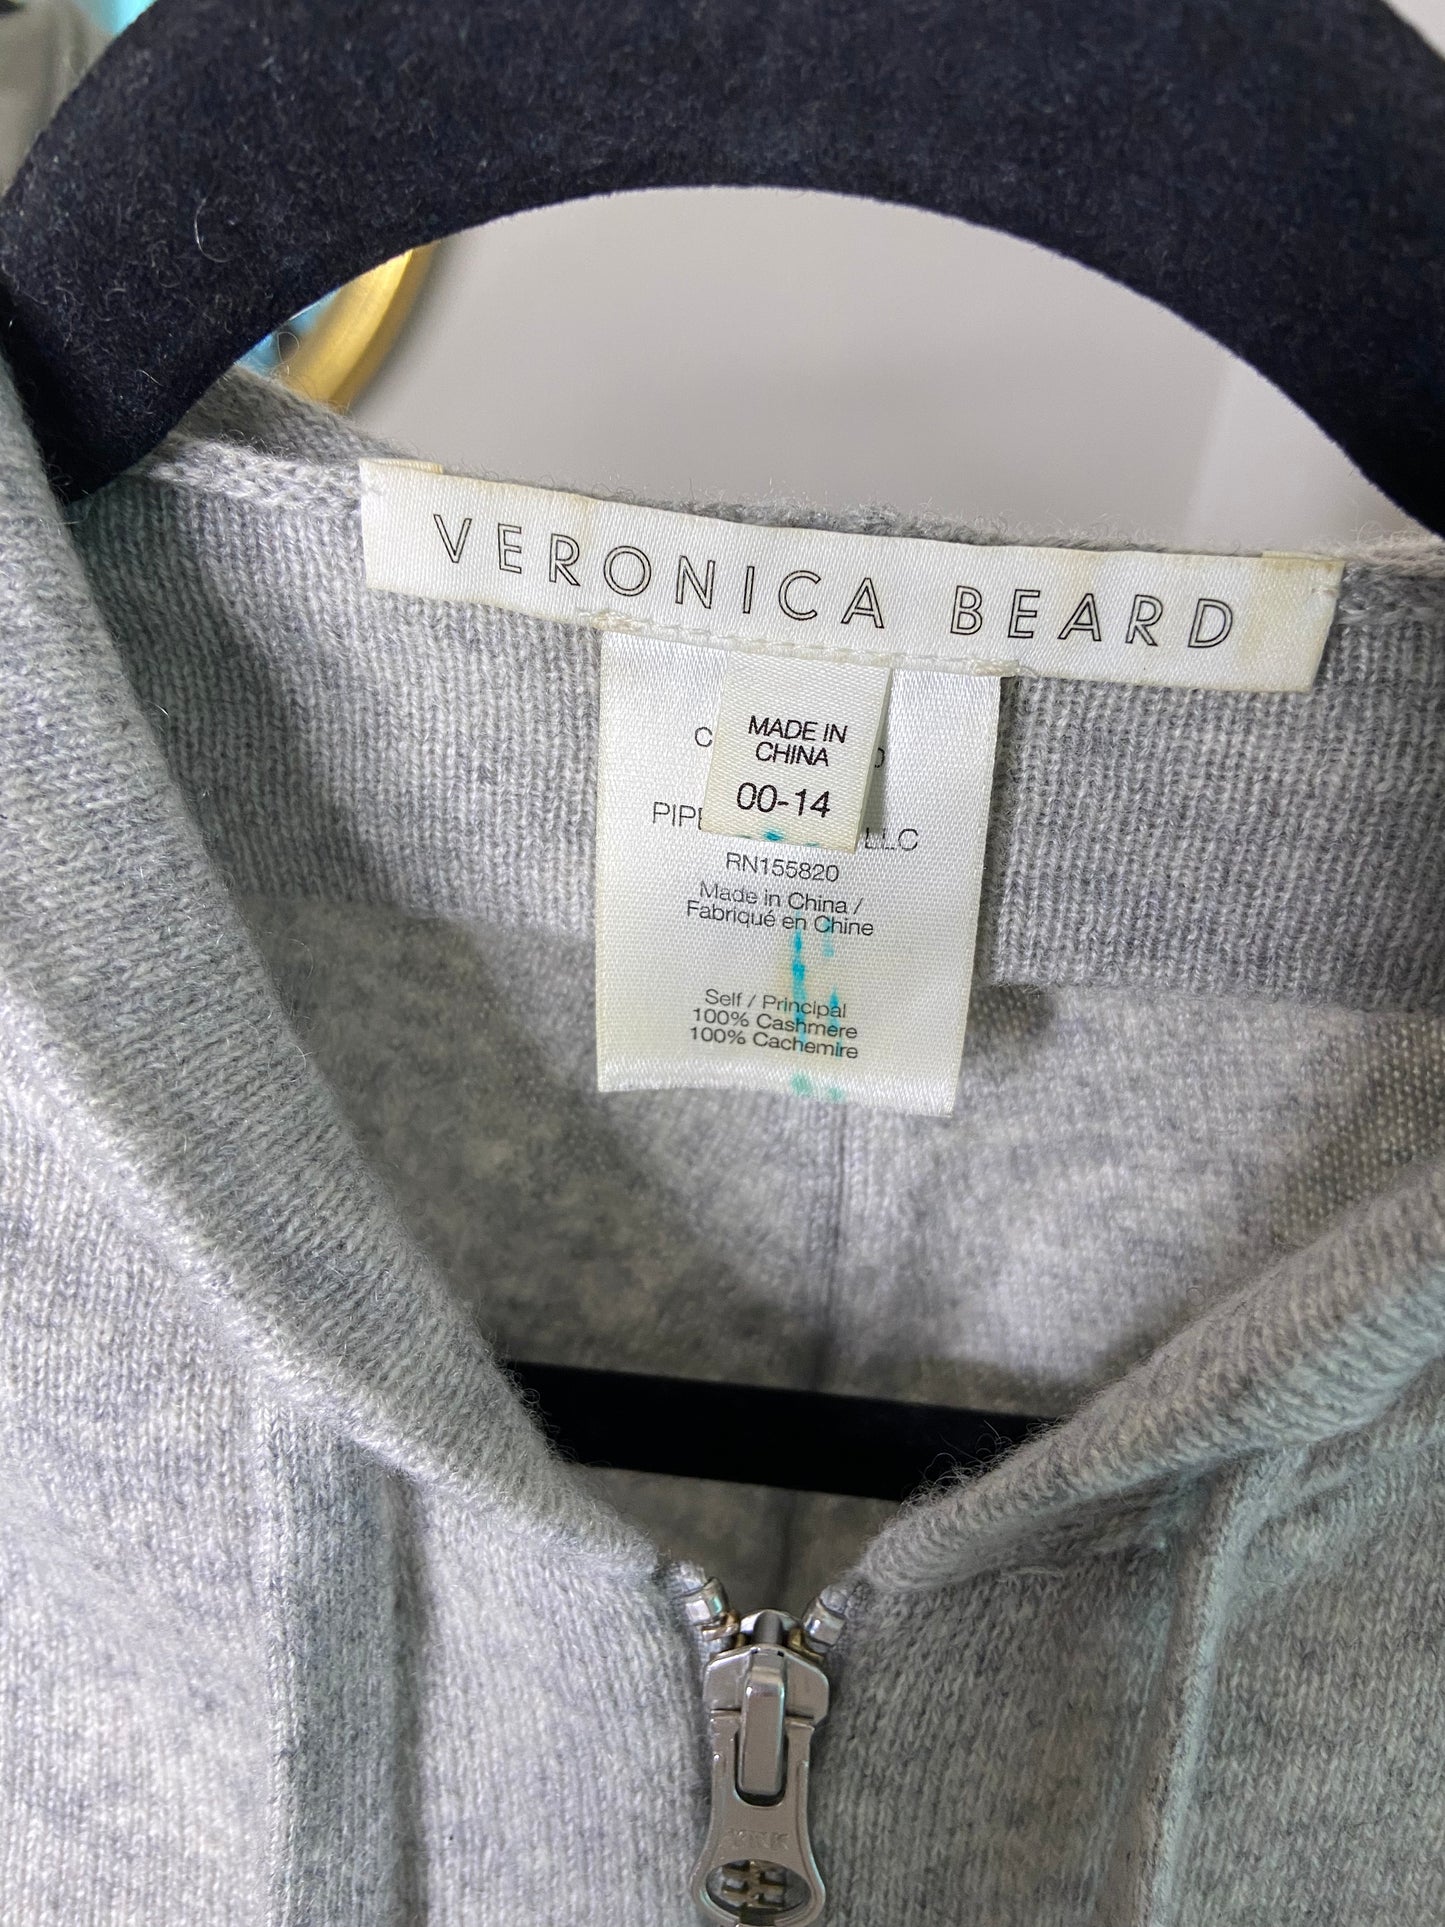 VERONICA BEARD
MADE IN
CHINA
00-14
LLC
RN155820
Made in China /
Fabriqué en Chine
Self / Principal
100% Cashmere
100% Cachemire